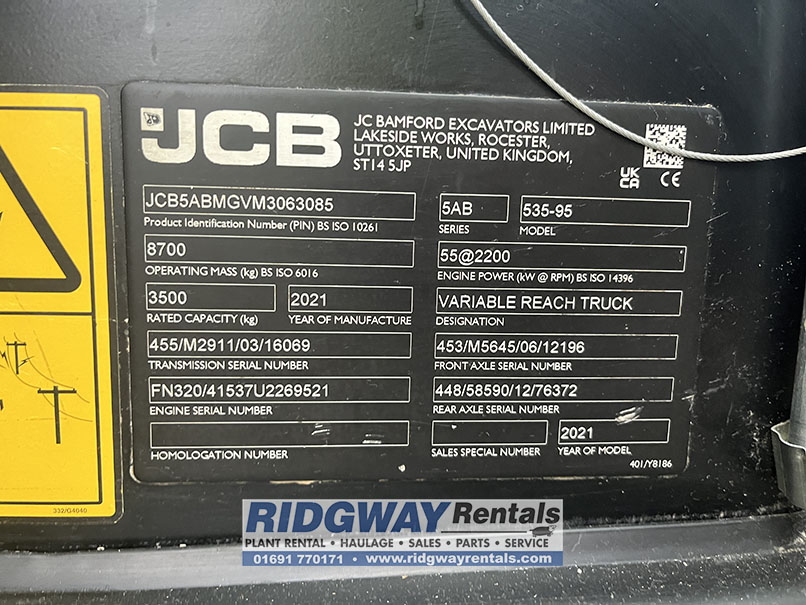 JCB
JC BAMFORD EXCAVATORS LIMITED
LAKESIDE WORKS, ROCESTER,
UTTOXETER, UNITED KINGDOM,
ST14 5JP
UK
CA CE
JCB5ABMGVM3063085
Product Identification Number (PIN) BS ISO 10261
5AB
SERIES
535-95
MODEL
8700
OPERATING MASS (kg) BS ISO 6016
55@2200
ENGINE POWER (kW @ RPM) BS ISO 14396
3500
RATED CAPACITY (kg)
2021
YEAR OF MANUFACTURE
VARIABLE REACH TRUCK
DESIGNATION
455/M2911/03/16069
TRANSMISSION SERIAL NUMBER
453/M5645/06/12196
FRONT AXLE SERIAL NUMBER
FN320/41537U2269521
ENGINE SERIAL NUMBER
448/58590/12/76372
REAR AXLE SERIAL NUMBER
HOMOLOGATION NUMBER
SALES SPECIAL NUMBER
2021
YEAR OF MODEL
401/Y8186
332/G4040
RIDGWAY Rentals
PLANT RENTAL • HAULAGE • SALES • PARTS • SERVICE
01691 770171 • www.ridgwayrentals.com